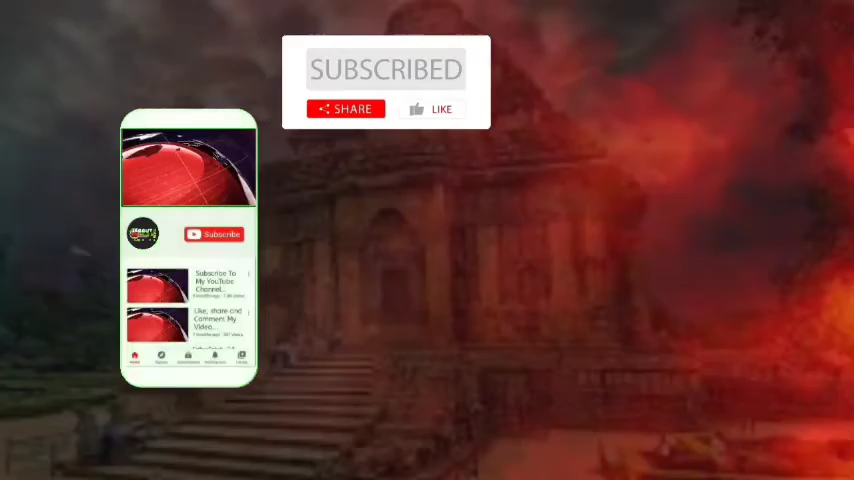 SUBSCRIBED
SHARE
LIKE
Subscribe
Subscribe To
My YouTube
Channel...
Like, share and
Comment My
Video...